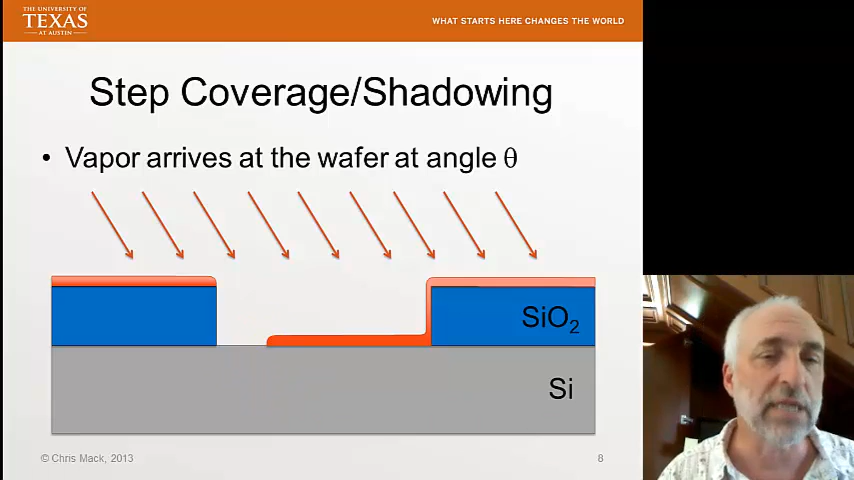 THE UNIVERSITY OF
TEXAS
AT AUSTIN
WHAT STARTS HERE CHANGES THE WORLD
Step Coverage/Shadowing
• Vapor arrives at the wafer at angle θ
SiO₂
Si
© Chris Mack, 2013
8